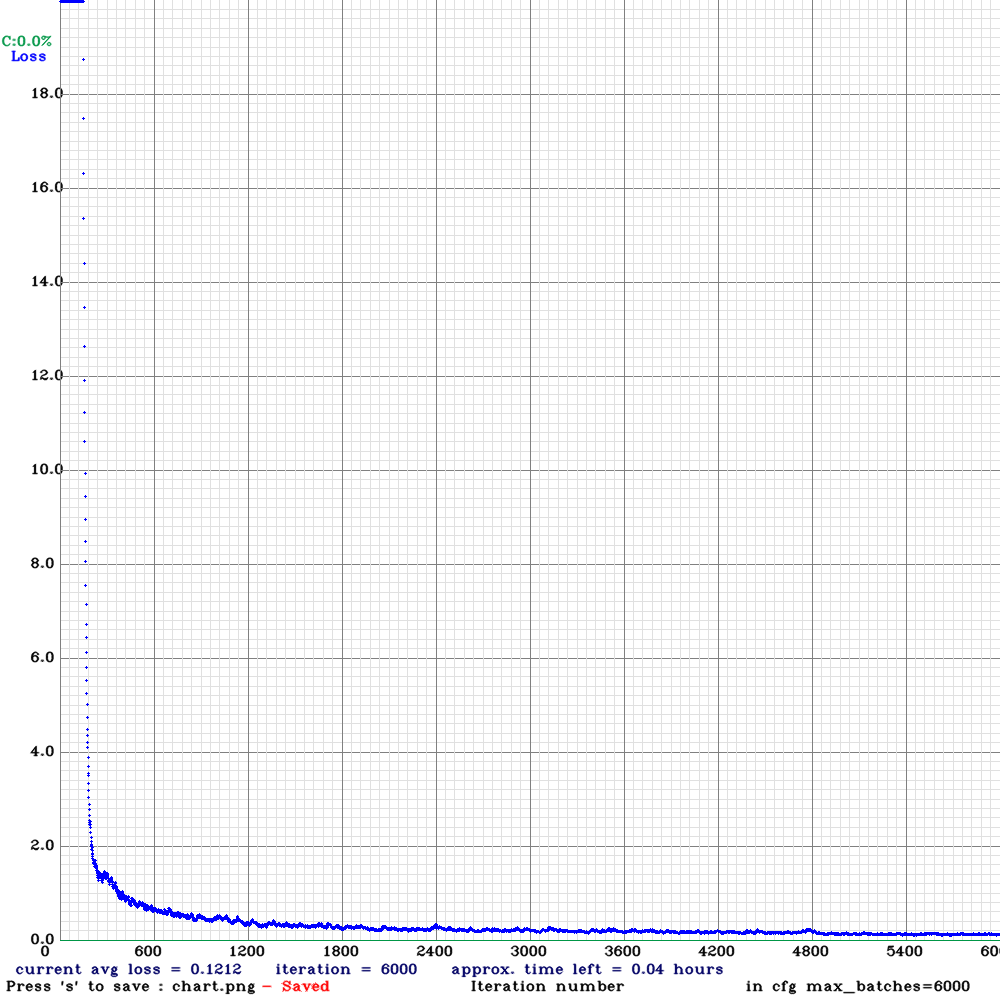 C:0.0%
Loss
18.0
16.0
14.0
12.0
10.0
8.0
6.0
4.0
2.0
0.0
0 600 1200 1800 2400 3000 3600 4200 4800 5400 600
current avg loss = 0.1212 iteration = 6000 approx. time left = 0.04 hours
Press 's' to save : chart.png - Saved Iteration number in cfg max_batches=6000